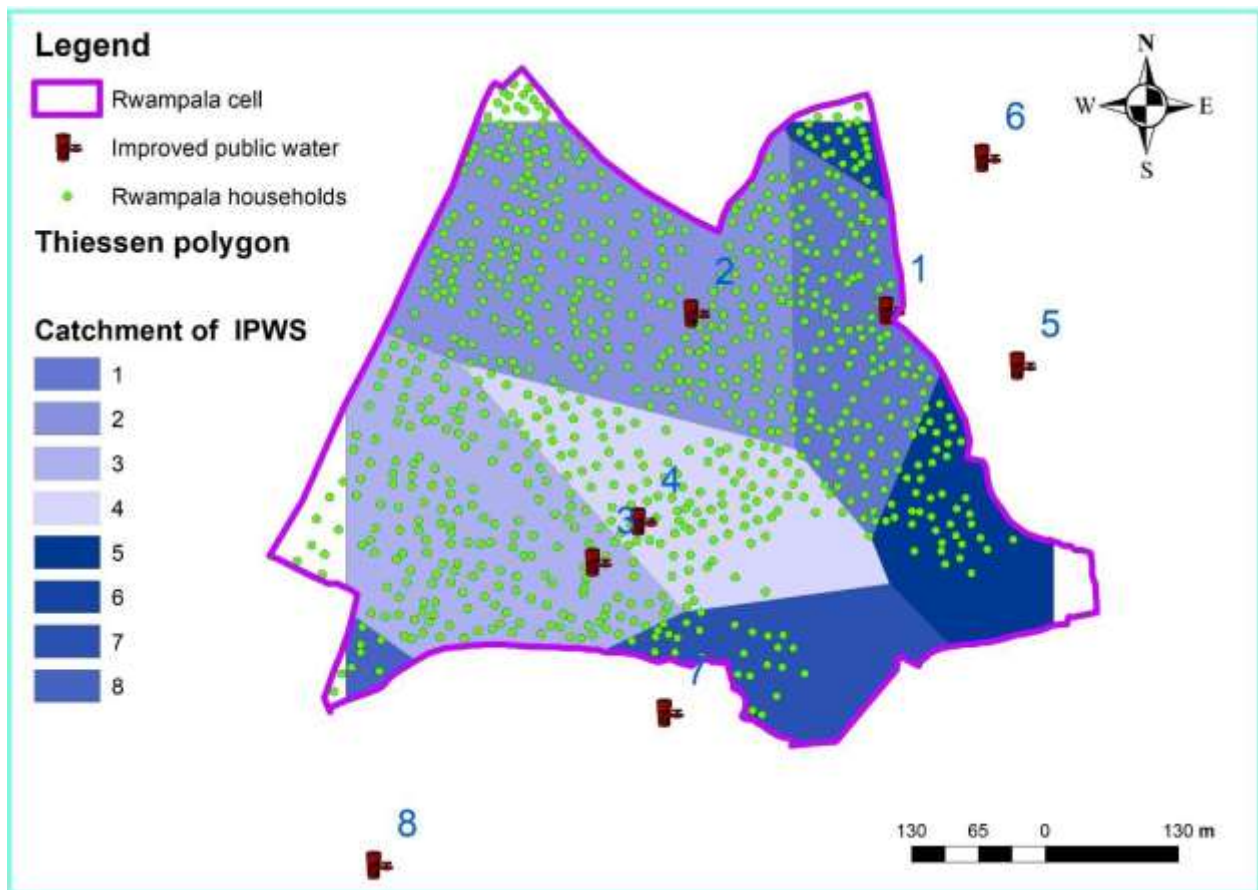 Legend
Rwampala cell
Improved public water
Rwampala households
Thiessen polygon
Catchment of IPWS
1
2
3
4
5
6
7
8
N
W E
S
6
1
2
5
4
3
7
8
130 65 0 130 m